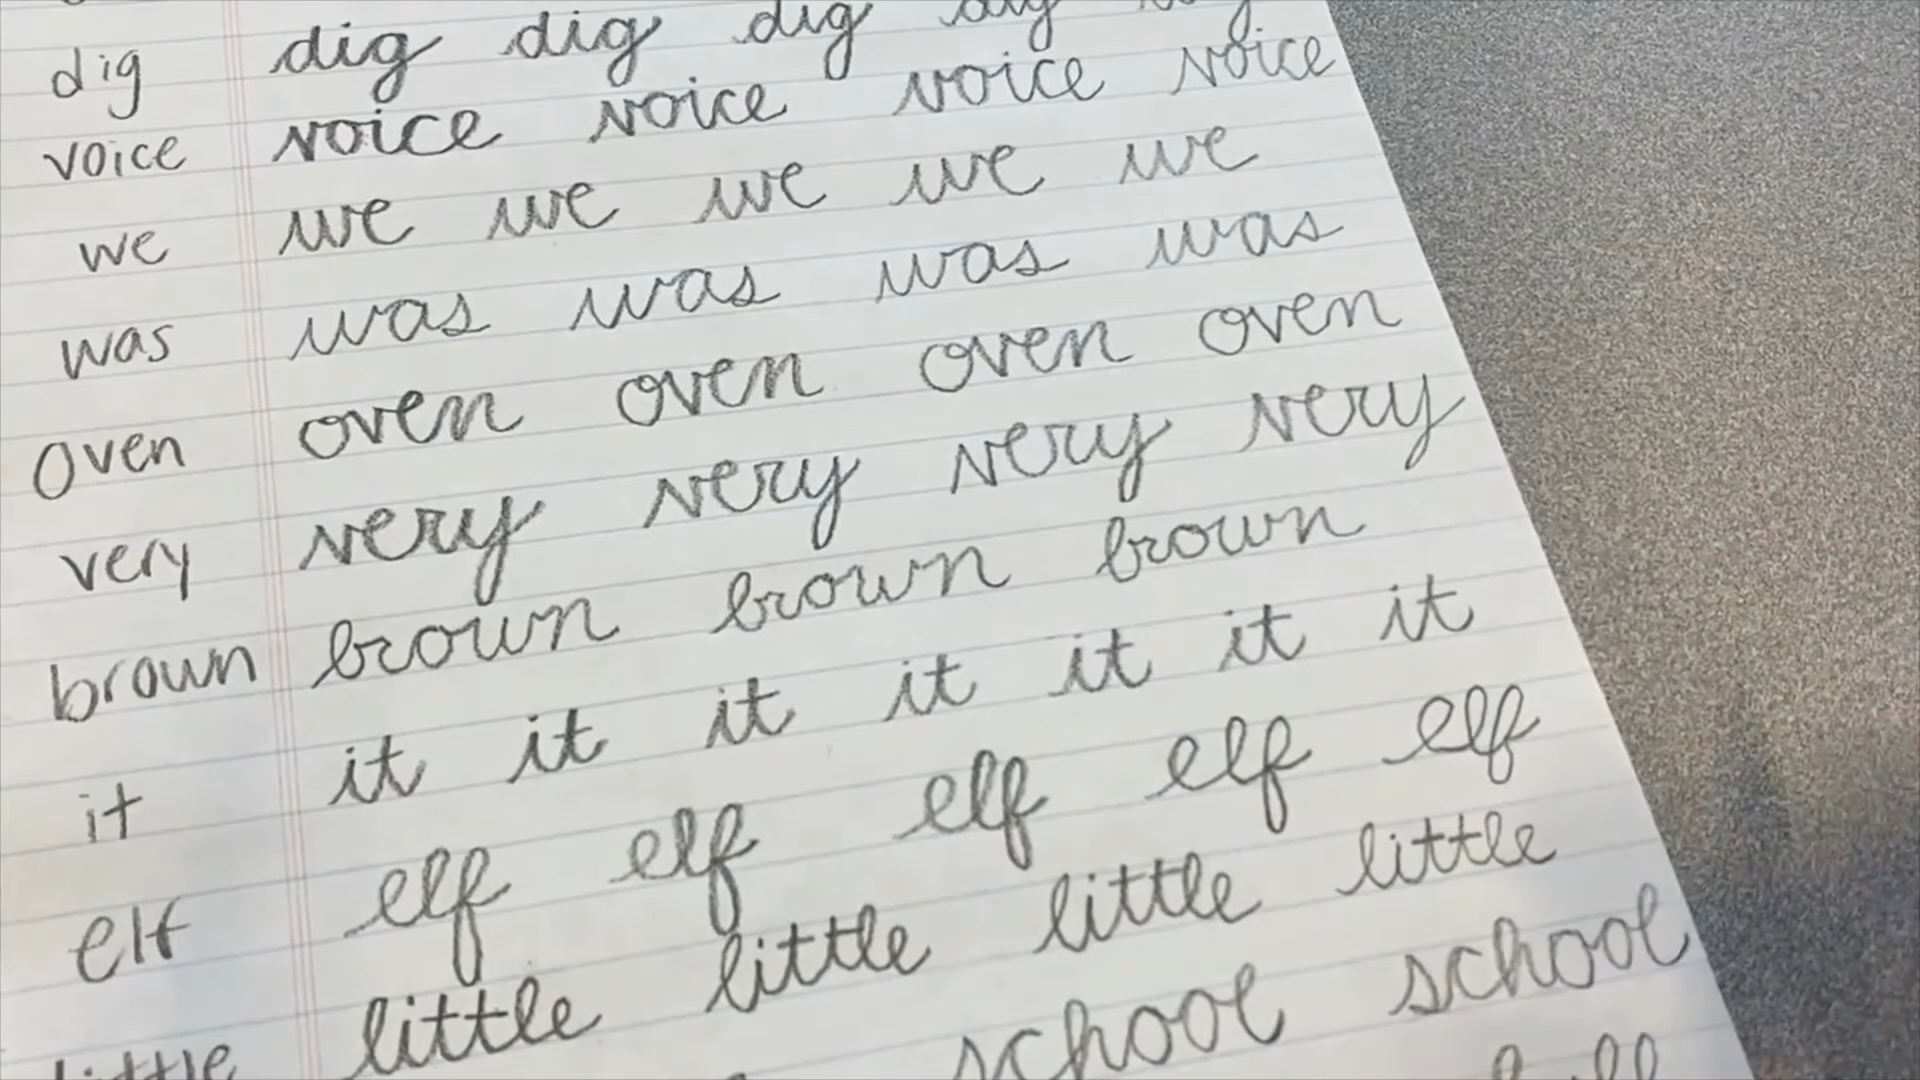 dig dig dig dig dig
voice voice voice voice voice
we we we we we we
was was was was was
oven oven oven oven oven
very very very very very
brown brown brown brown
it it it it it it it
elf elf elf elf elf elf
little little little little little
school school